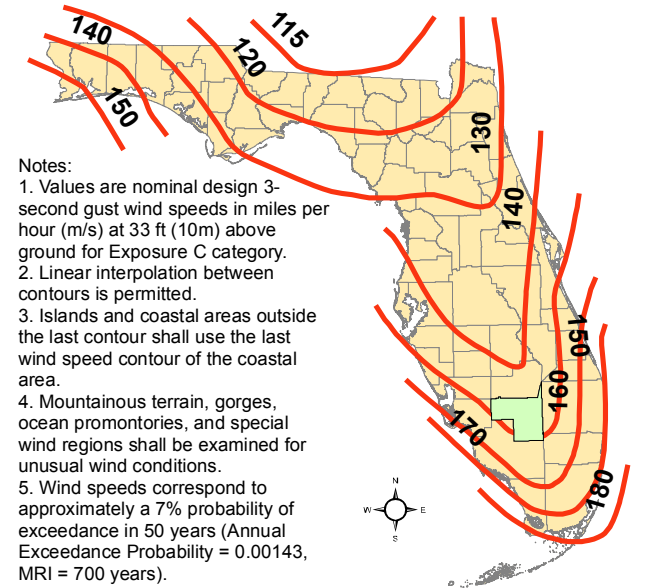 115
140
120
150
130
Notes:
1. Values are nominal design 3-
second gust wind speeds in miles per
hour (m/s) at 33 ft (10m) above
ground for Exposure C category.
2. Linear interpolation between
contours is permitted.
3. Islands and coastal areas outside
the last contour shall use the last
wind speed contour of the coastal
area.
4. Mountainous terrain, gorges,
ocean promontories, and special
wind regions shall be examined for
unusual wind conditions.
5. Wind speeds correspond to
approximately a 7% probability of
exceedance in 50 years (Annual
Exceedance Probability = 0.00143,
MRI = 700 years).
140
150
160
170
180
N
W E
S